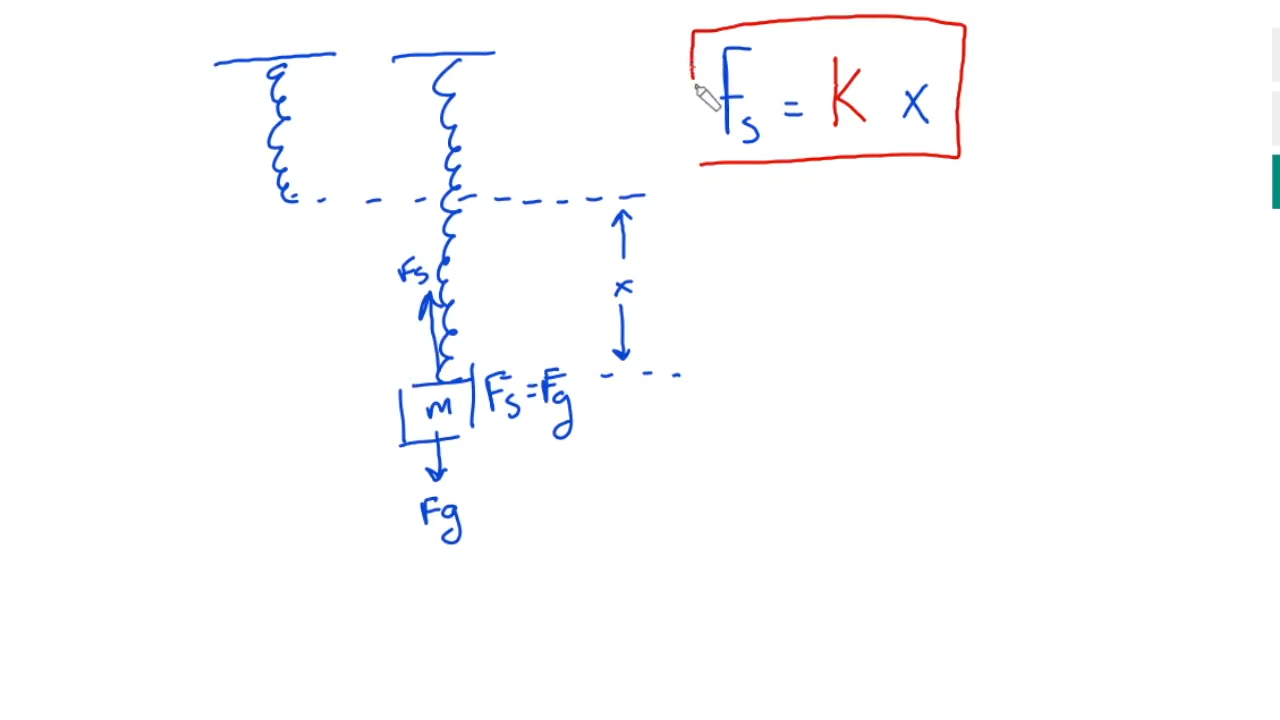 Fs = K x
Fs
x
m
Fs=Fg
Fg